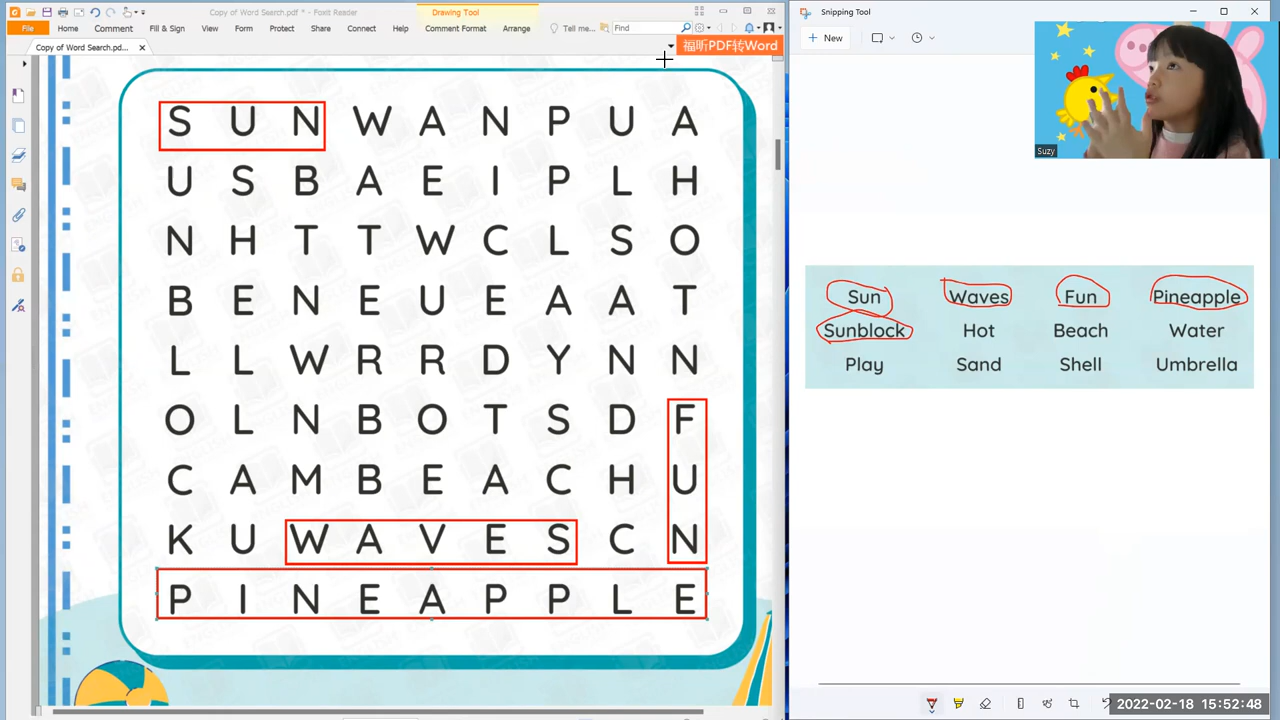 Copy of Word Search.pdf * - Foxit Reader
Drawing Tool
File Home Comment Fill & Sign View Form Protect Share Connect Help Comment Format Arrange Tell me... Find
Copy of Word Search.pd...
福昕PDF转Word
S U N W A N P U A
U S B A E I P L H
N H T T W C L S O
B E N E U E A A T
L L W R R D Y N N
O L N B O T S D F
C A M B E A C H U
K U W A V E S C N
P I N E A P P L E
Snipping Tool
New
Suzy
Sun Waves Fun Pineapple
Sunblock Hot Beach Water
Play Sand Shell Umbrella
2022-02-18 15:52:48